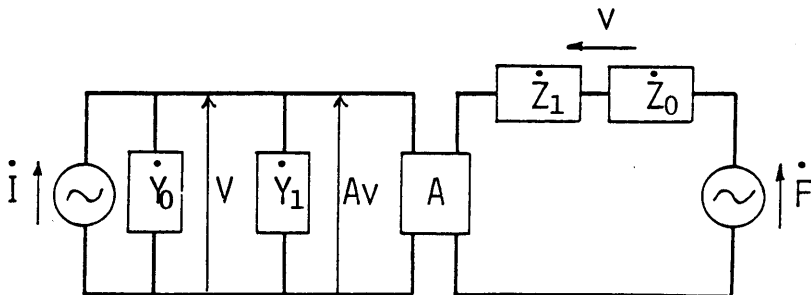 V
Ż₁
Ż₀
İ
Ẏ₀
V
Ẏ₁
Av
A
Ḟ